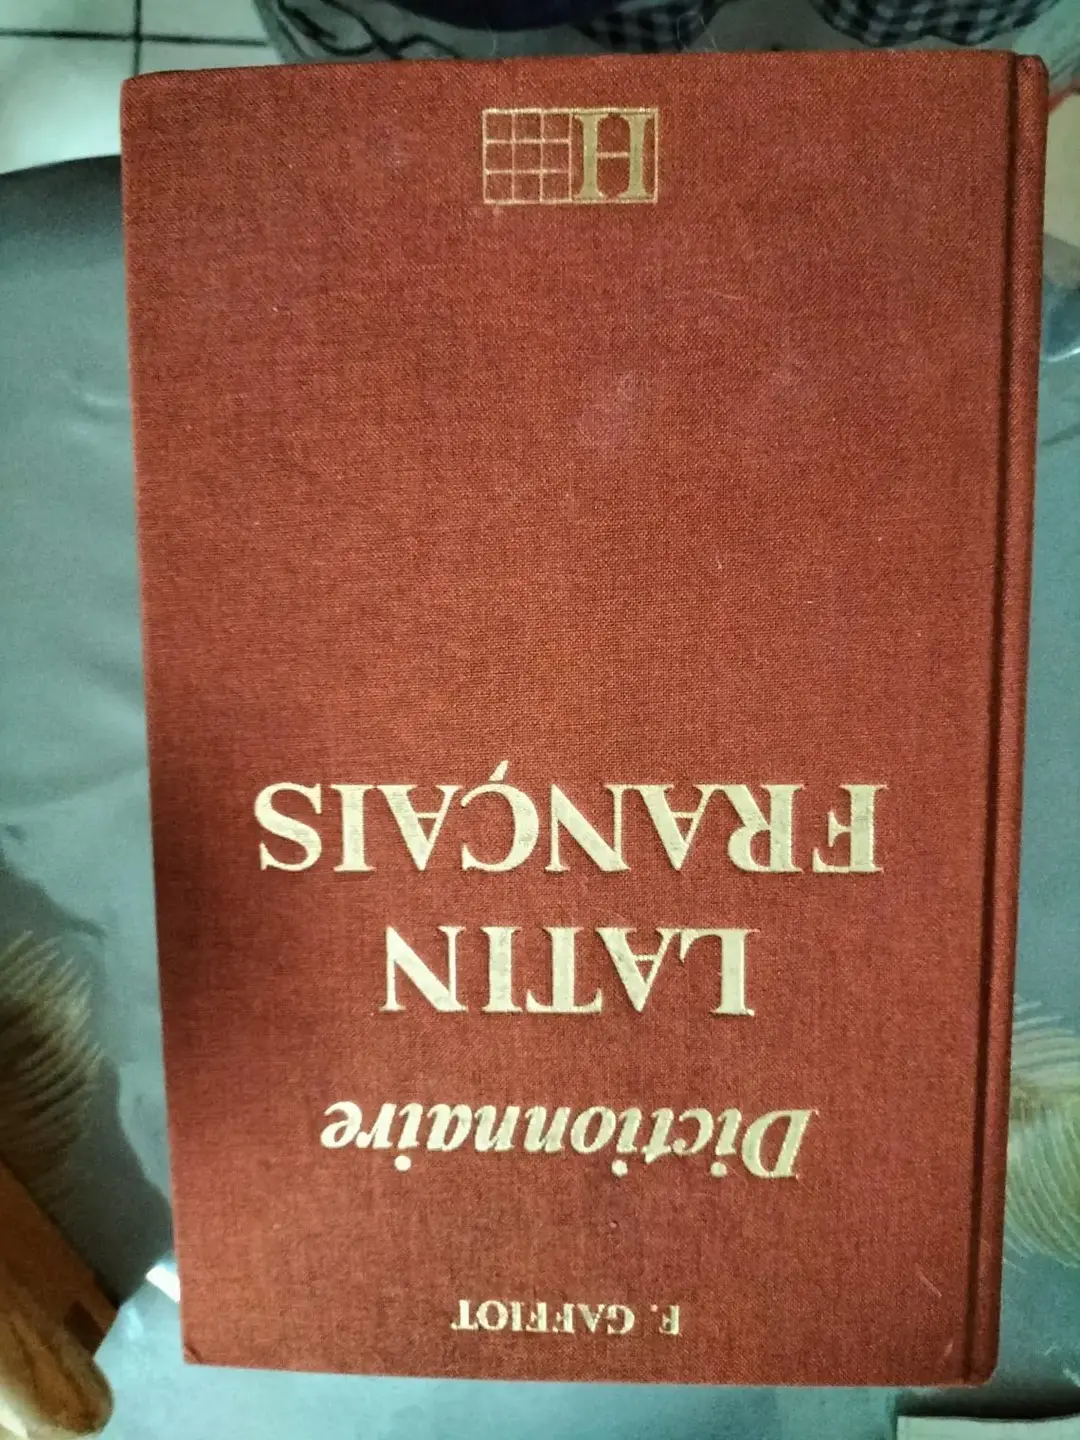 F. GAFFIOT
Dictionnaire
LATIN
FRANÇAIS
H